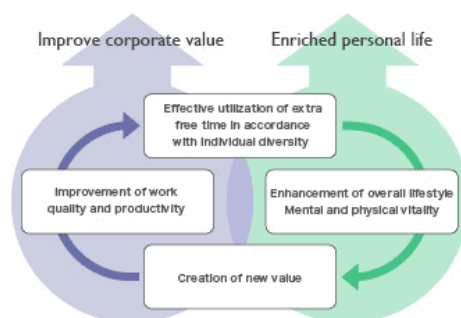 Improve corporate value
Enriched personal life
Effective utilization of extra
free time in accordance
with individual diversity
Improvement of work
quality and productivity
Enhancement of overall lifestyle
Mental and physical vitality
Creation of new value